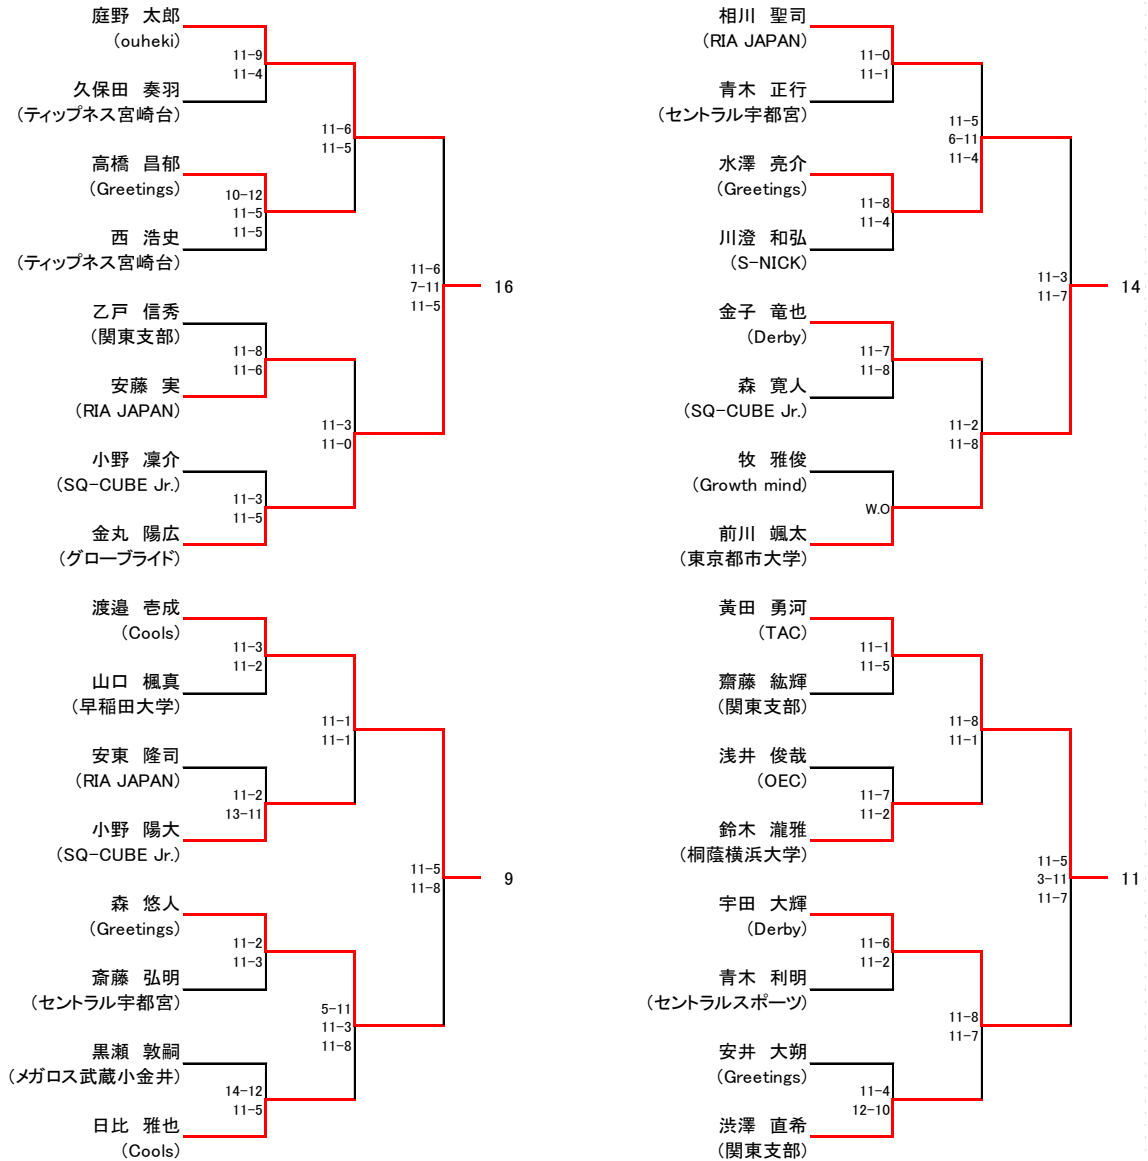 庭野 太郎
(ouheki)
11-9
11-4
久保田 奏羽
(ティップネス宮崎台)
11-6
11-5
高橋 昌郁
(Greetings)
10-12
11-5
11-5
西 浩史
(ティップネス宮崎台)
11-6
7-11
11-5
16
乙戸 信秀
(関東支部)
11-8
11-6
安藤 実
(RIA JAPAN)
11-3
11-0
小野 凜介
(SQ-CUBE Jr.)
11-3
11-5
金丸 陽広
(グローブライド)
渡邉 壱成
(Cools)
11-3
11-2
山口 楓真
(早稲田大学)
11-1
11-1
安東 隆司
(RIA JAPAN)
11-2
13-11
小野 陽大
(SQ-CUBE Jr.)
11-5
11-8
9
森 悠人
(Greetings)
11-2
11-3
斎藤 弘明
(セントラル宇都宮)
5-11
11-3
11-8
黒瀬 敦嗣
(メガロス武蔵小金井)
14-12
11-5
日比 雅也
(Cools)
相川 聖司
(RIA JAPAN)
11-0
11-1
青木 正行
(セントラル宇都宮)
11-5
6-11
11-4
水澤 亮介
(Greetings)
11-8
11-4
川澄 和弘
(S-NICK)
11-3
11-7
14
金子 竜也
(Derby)
11-7
11-8
森 寛人
(SQ-CUBE Jr.)
11-2
11-8
牧 雅俊
(Growth mind)
W.O
前川 颯太
(東京都市大学)
黃田 勇河
(TAC)
11-1
11-5
齋藤 紘輝
(関東支部)
11-8
11-1
浅井 俊哉
(OEC)
11-7
11-2
鈴木 瀧雅
(桐蔭横浜大学)
11-5
3-11
11-7
11
宇田 大輝
(Derby)
11-6
11-2
青木 利明
(セントラルスポーツ)
11-8
11-7
安井 大朔
(Greetings)
11-4
12-10
渋澤 直希
(関東支部)